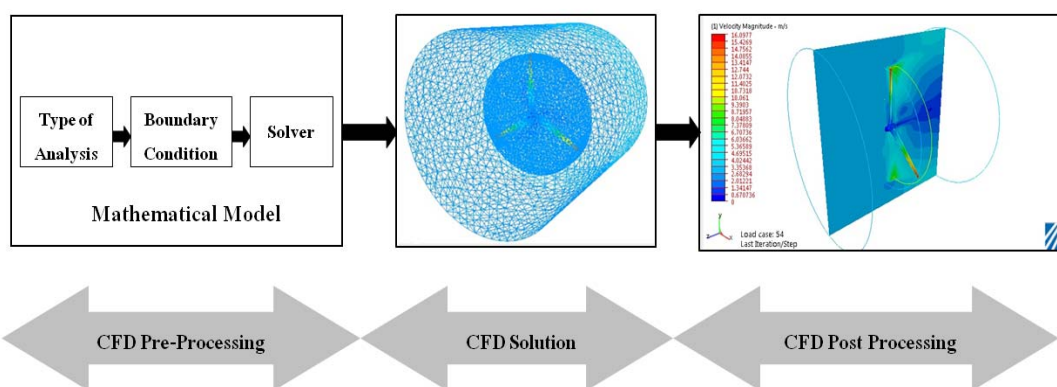 Type of
Analysis
Boundary
Condition
Solver
Mathematical Model
(1) Velocity Magnitude - m/s
16.0977
15.4269
14.7562
14.0855
13.4147
12.744
12.0732
11.4025
10.7318
10.061
9.3903
8.71957
8.04883
7.37809
6.70736
6.03662
5.36589
4.69515
4.02442
3.35368
2.68294
2.01221
1.34147
0.670736
0
y
z
x
Load case: 54
Last Iteration/Step
CFD Pre-Processing
CFD Solution
CFD Post Processing